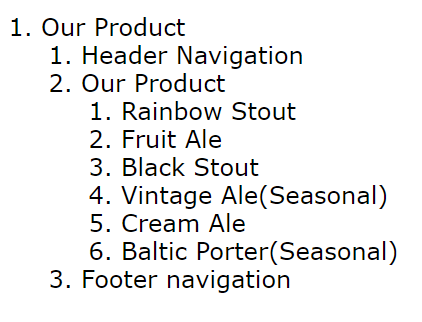 1. Our Product
1. Header Navigation
2. Our Product
1. Rainbow Stout
2. Fruit Ale
3. Black Stout
4. Vintage Ale(Seasonal)
5. Cream Ale
6. Baltic Porter(Seasonal)
3. Footer navigation